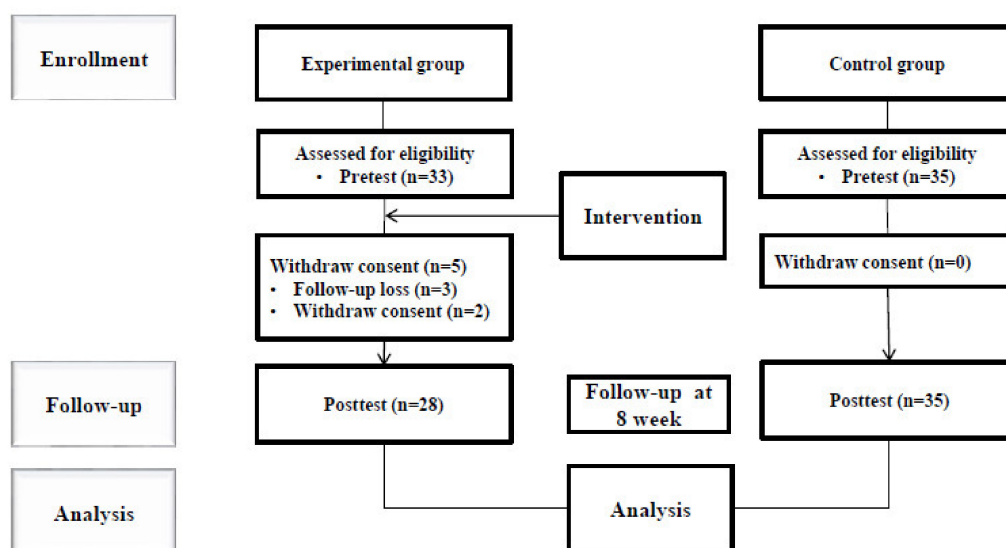 Enrollment
Experimental group
Control group
Assessed for eligibility
• Pretest (n=33)
Assessed for eligibility
• Pretest (n=35)
Intervention
Withdraw consent (n=5)
• Follow-up loss (n=3)
• Withdraw consent (n=2)
Withdraw consent (n=0)
Follow-up
Posttest (n=28)
Follow-up at
8 week
Posttest (n=35)
Analysis
Analysis